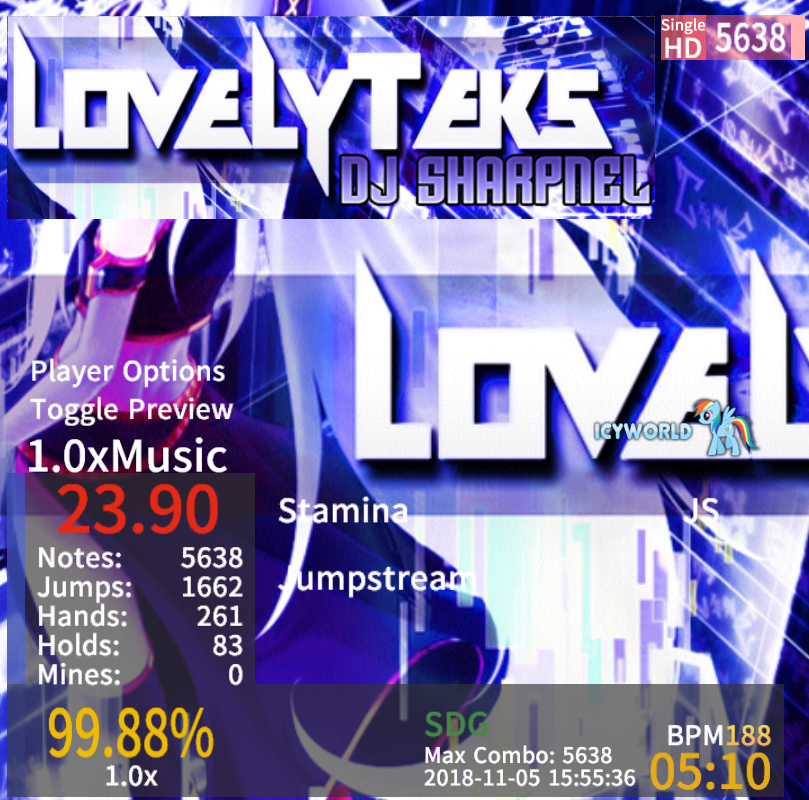 LOVELYTEKS
DJ SHARPNEL
Single
HD 5638
LOVEL
ICYWORLD
Player Options
Toggle Preview
1.0xMusic
23.90
Stamina JS
Jumpstream
Notes: 5638
Jumps: 1662
Hands: 261
Holds: 83
Mines: 0
99.88%
1.0x
SDG
Max Combo: 5638
2018-11-05 15:55:36
BPM188
05:10